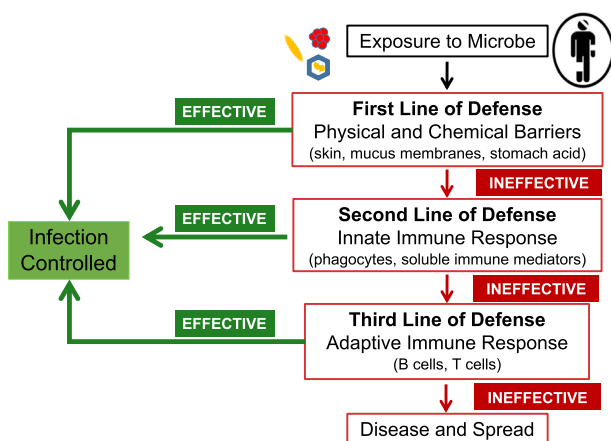 Exposure to Microbe
First Line of Defense
EFFECTIVE
Physical and Chemical Barriers
(skin, mucus membranes, stomach acid)
INEFFECTIVE
Second Line of Defense
EFFECTIVE
Innate Immune Response
(phagocytes, soluble immune mediators)
Infection
Controlled
INEFFECTIVE
Third Line of Defense
EFFECTIVE
Adaptive Immune Response
(B cells, T cells)
INEFFECTIVE
Disease and Spread